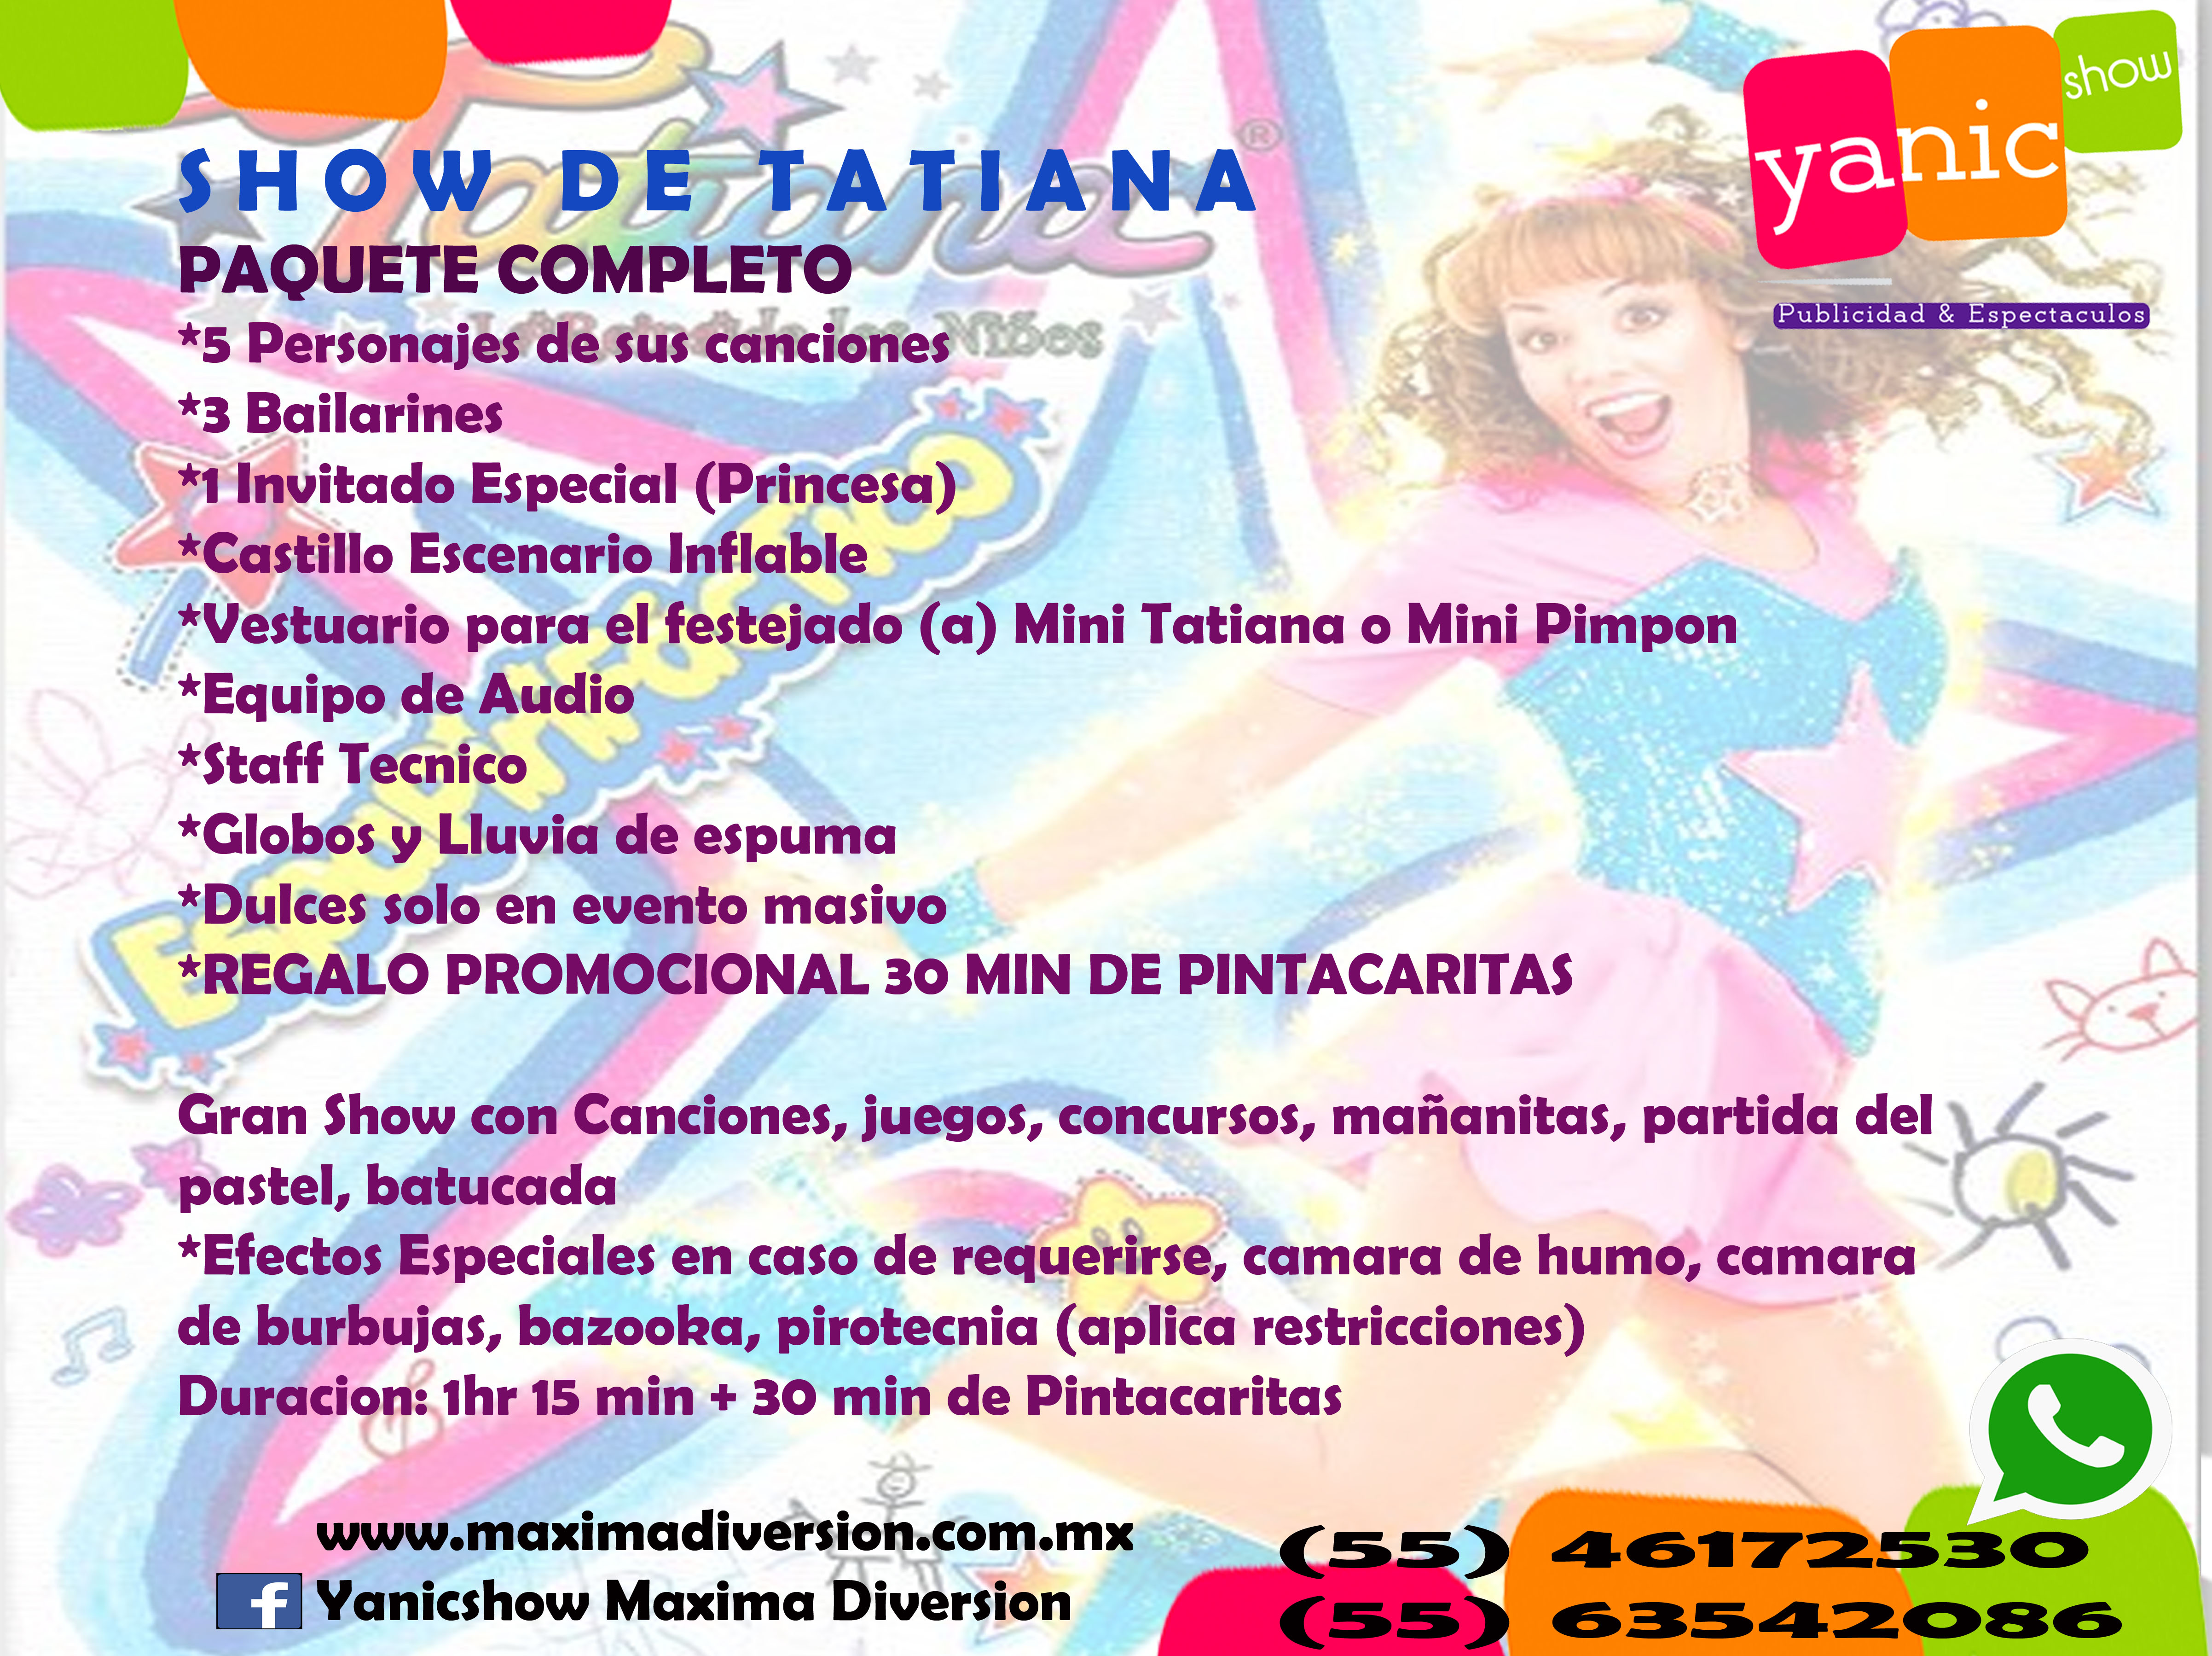 yanic show
Publicidad & Espectaculos
Tatiana®
SHOW DE TATIANA
PAQUETE COMPLETO
*5 Personajes de sus canciones
*3 Bailarines
*1 Invitado Especial (Princesa)
*Castillo Escenario Inflable
*Vestuario para el festejado (a) Mini Tatiana o Mini Pimpon
*Equipo de Audio
*Staff Tecnico
*Globos y Lluvia de espuma
*Dulces solo en evento masivo
*REGALO PROMOCIONAL 30 MIN DE PINTACARITAS
Gran Show con Canciones, juegos, concursos, mañanitas, partida del
pastel, batucada
*Efectos Especiales en caso de requerirse, camara de humo, camara
de burbujas, bazooka, pirotecnia (aplica restricciones)
Duracion: 1hr 15 min + 30 min de Pintacaritas
www.maximadiversion.com.mx
f Yanicshow Maxima Diversion
(55) 46172530
(55) 63542086